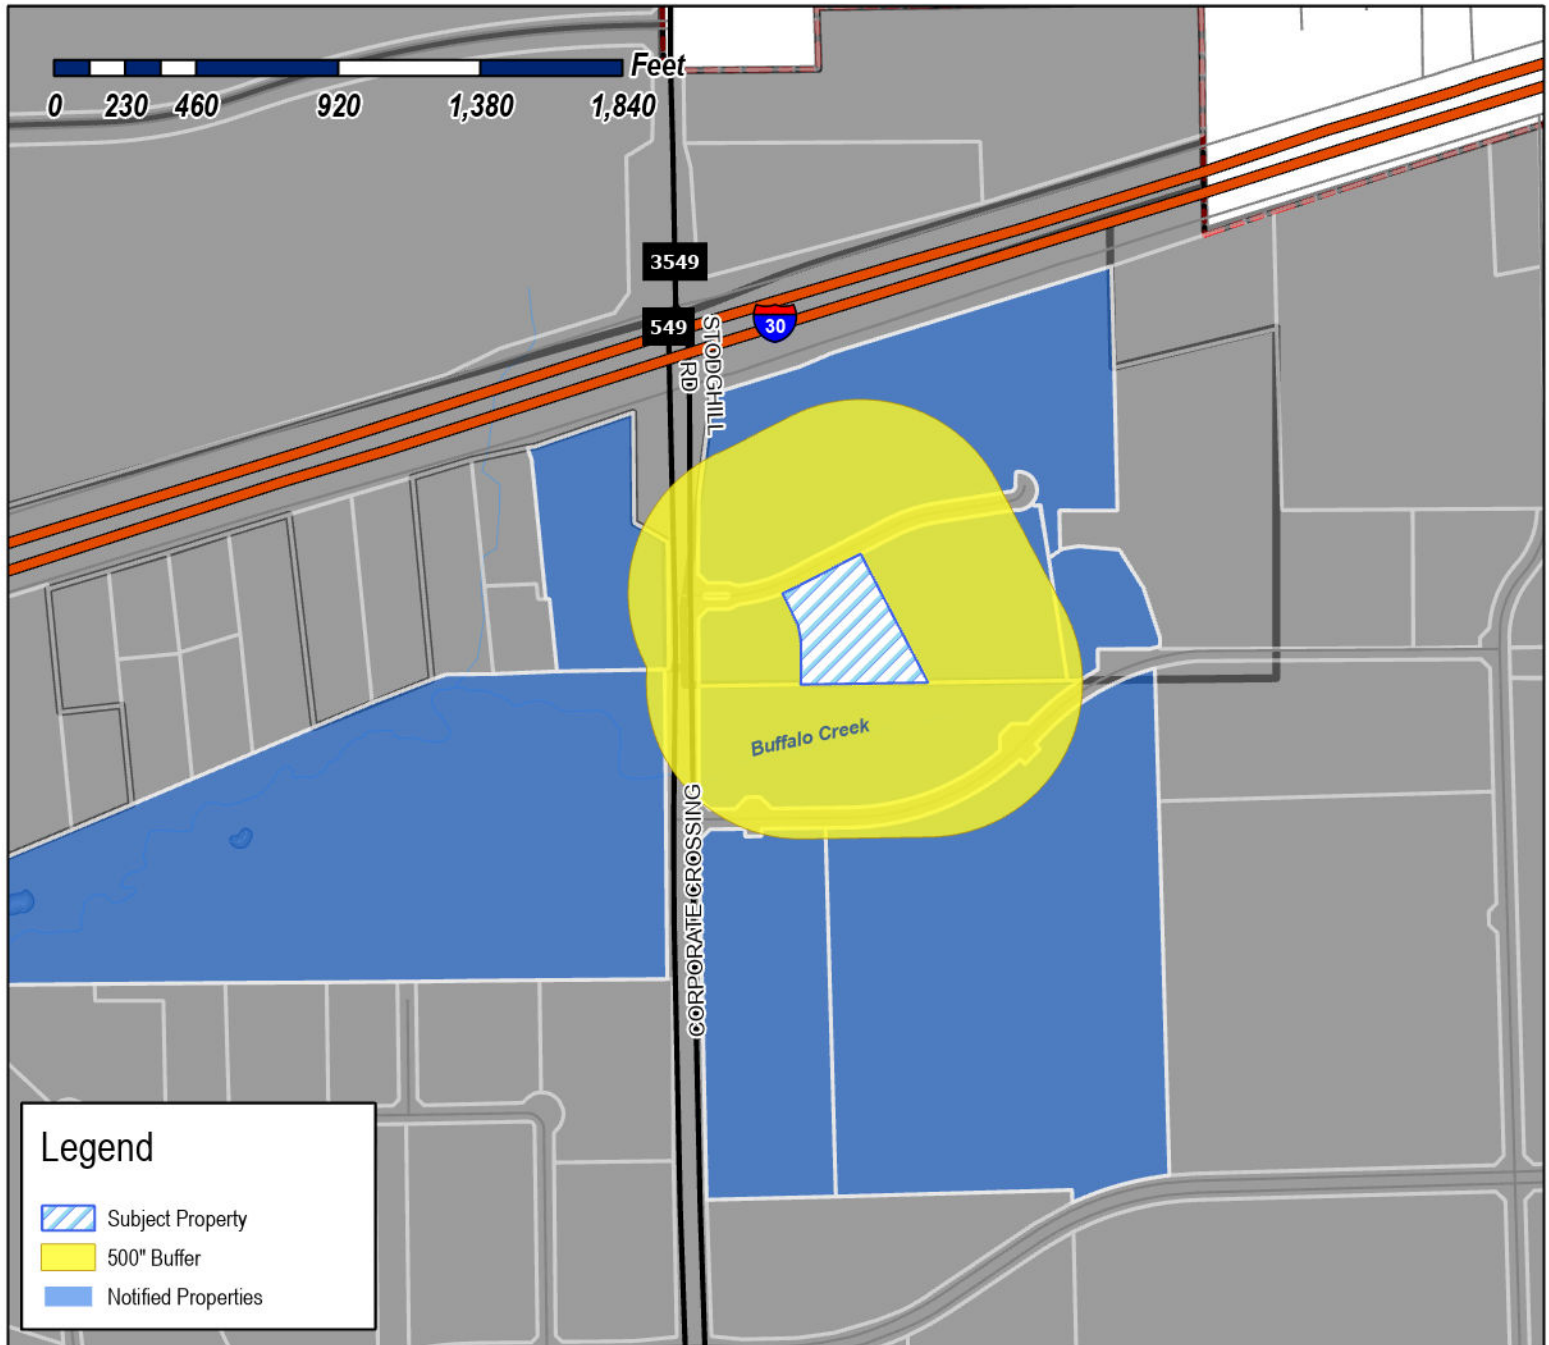 Feet
0 230 460 920 1,380 1,840
3549
549
30
STODGHILL
RD
Buffalo Creek
CORPORATE CROSSING
Legend
Subject Property
500" Buffer
Notified Properties